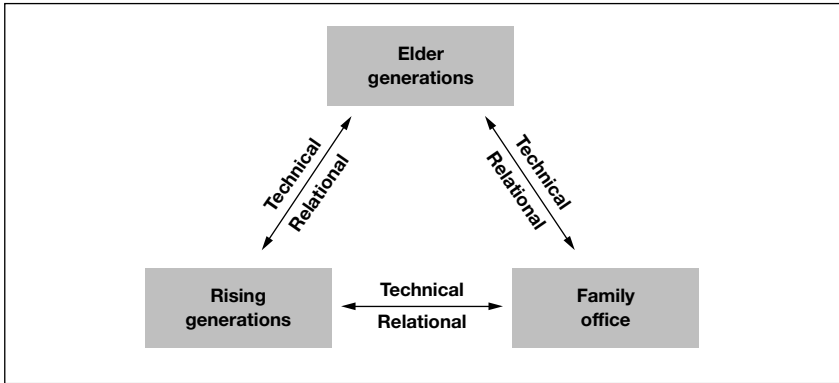 Elder
generations
Technical
Relational
Technical
Relational
Rising
generations
Technical
Relational
Family
office